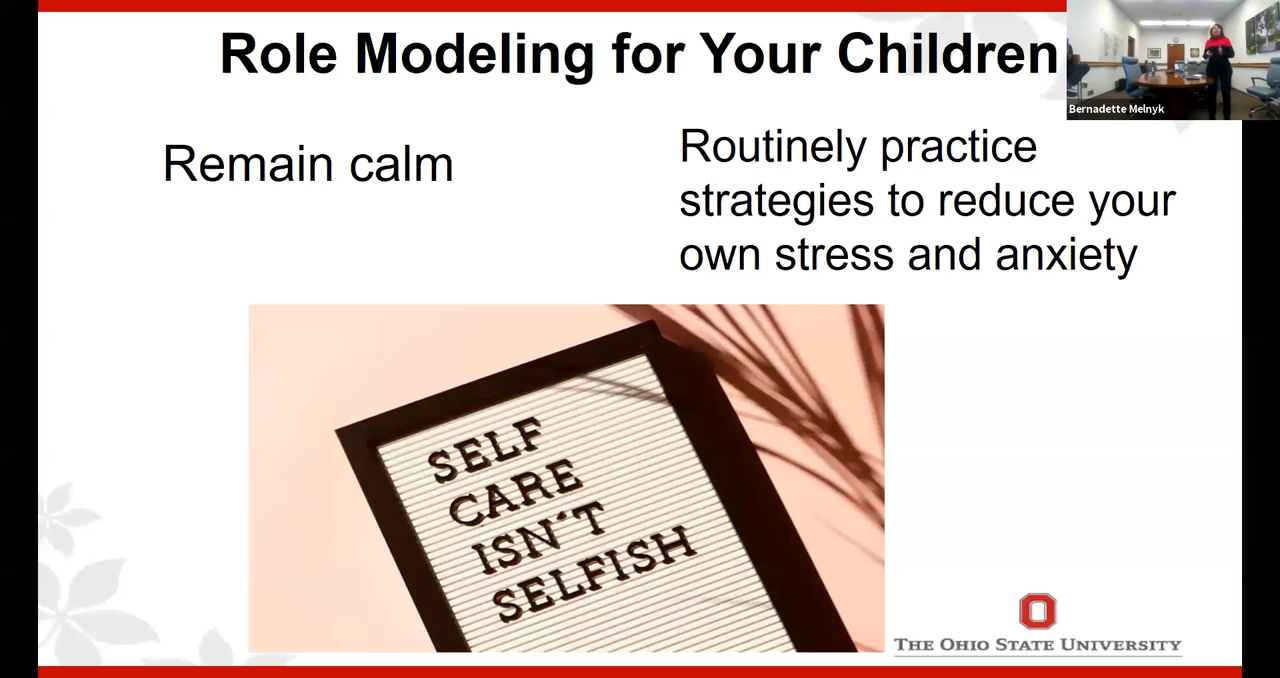 Role Modeling for Your Children
Bernadette Melnyk
Remain calm
Routinely practice
strategies to reduce your
own stress and anxiety
SELF
CARE
ISN´T
SELFISH
THE OHIO STATE UNIVERSITY